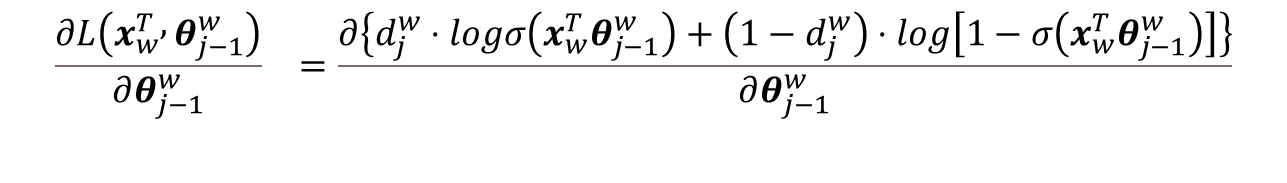 ∂L(𝒙_w^T, 𝜽_{j−1}^w) / ∂𝜽_{j−1}^w = ∂{d_j^w · logσ(𝒙_w^T 𝜽_{j−1}^w) + (1 − d_j^w) · log[1 − σ(𝒙_w^T 𝜽_{j−1}^w)]} / ∂𝜽_{j−1}^w